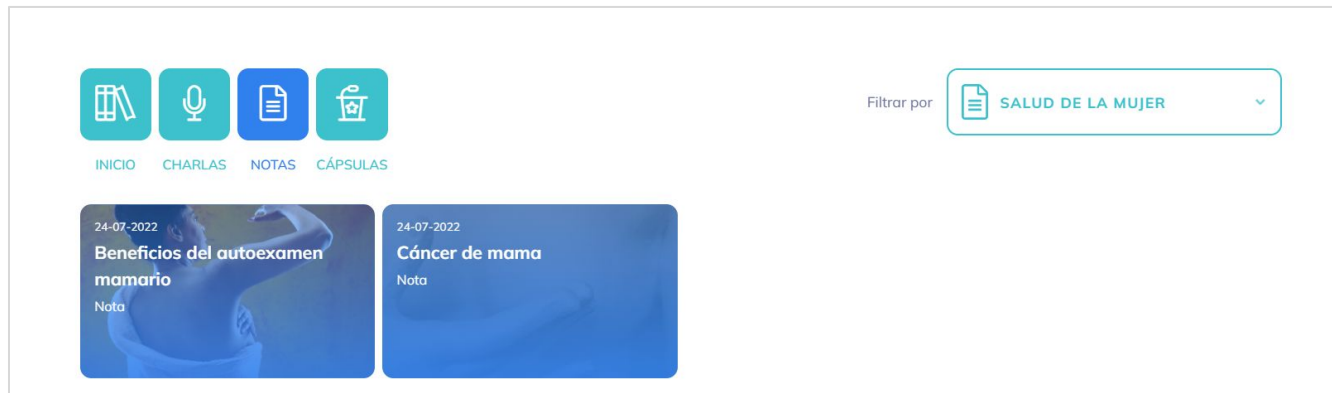 Filtrar por
SALUD DE LA MUJER
INICIO CHARLAS NOTAS CÁPSULAS
24-07-2022
Beneficios del autoexamen
mamario
Nota
24-07-2022
Cáncer de mama
Nota